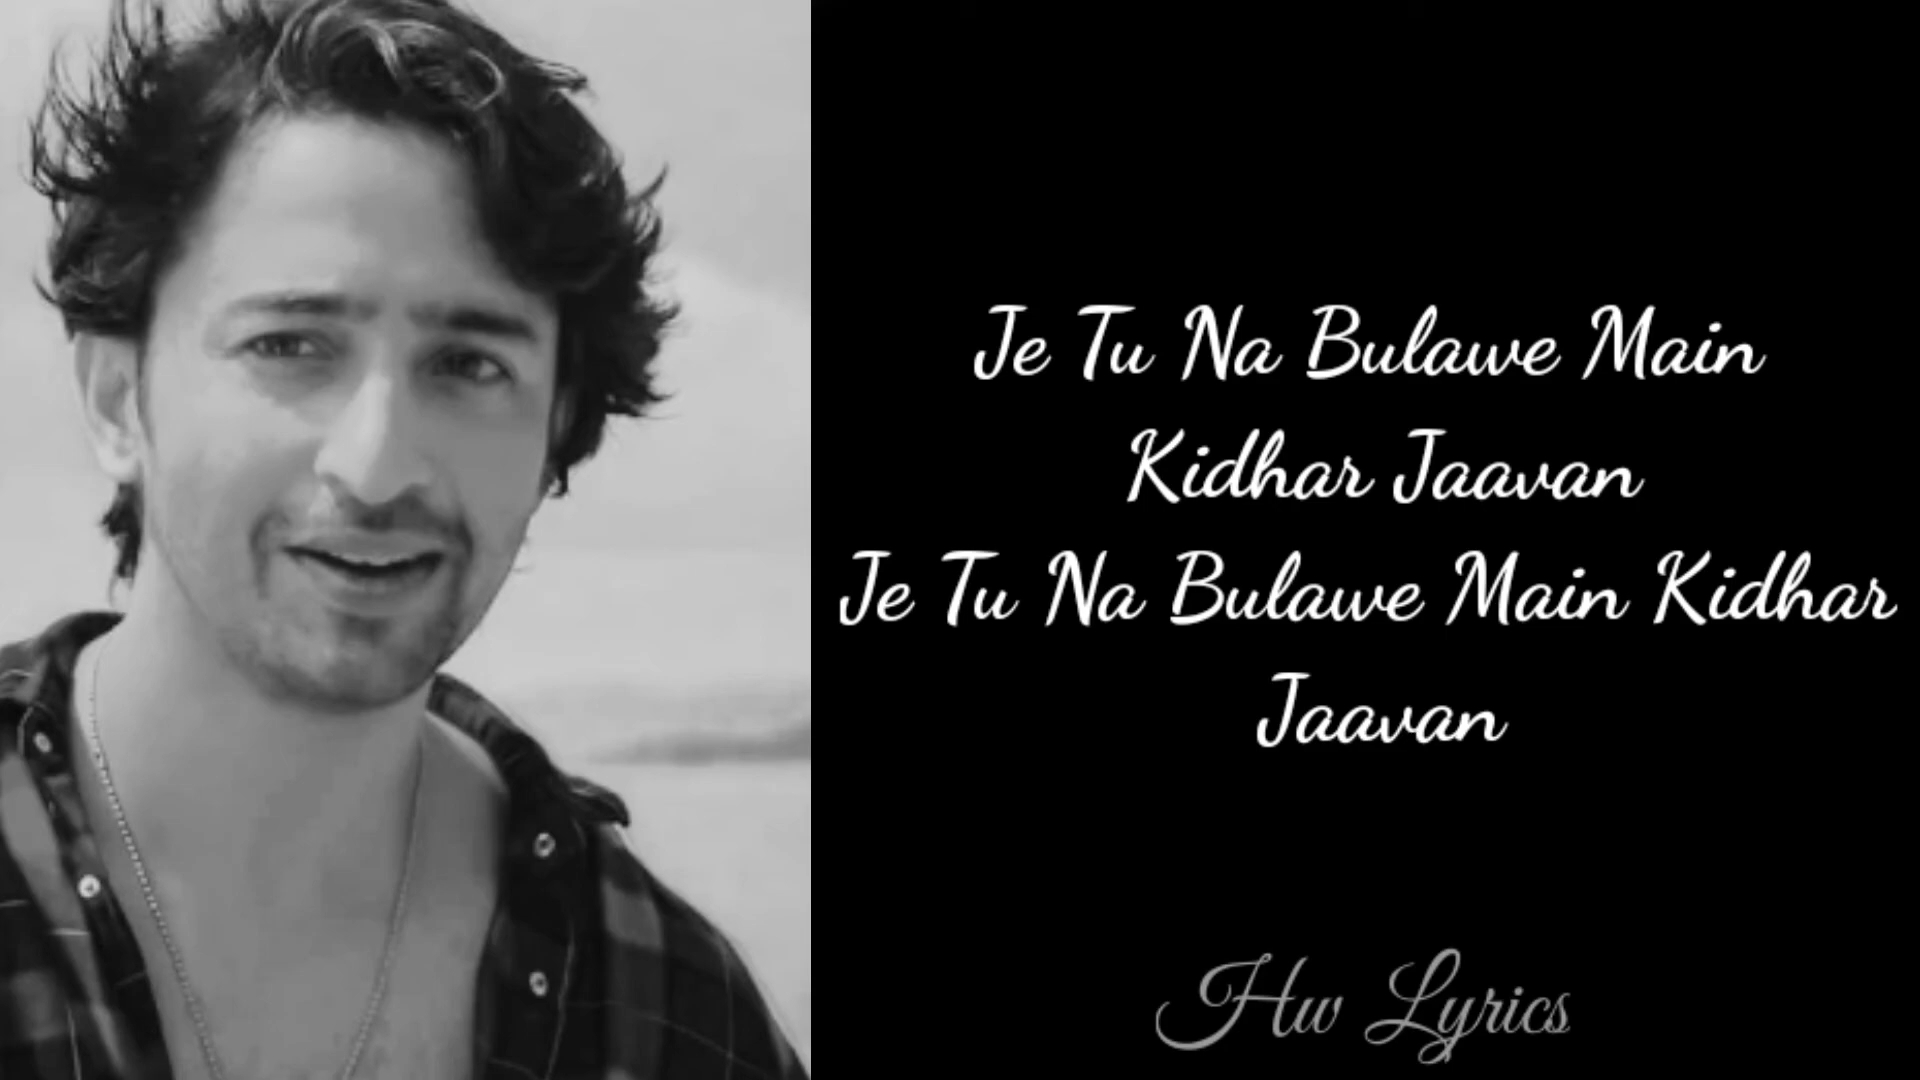 Je Tu Na Bulawe Main
Kidhar Jaavan
Je Tu Na Bulawe Main Kidhar
Jaavan
Hw Lyrics